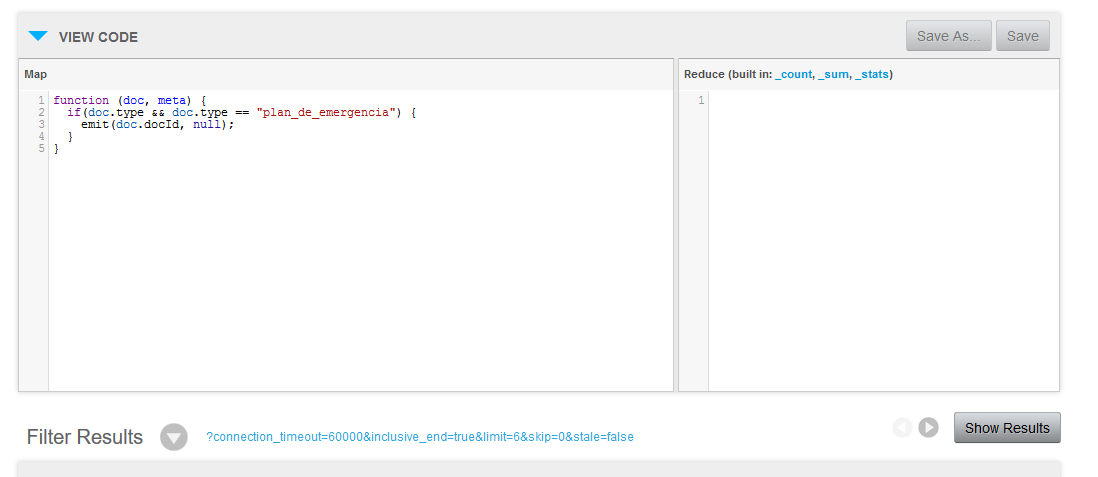 VIEW CODE
Save As...
Save
Map
Reduce (built in: _count, _sum, _stats)
1 function (doc, meta) {
2 if(doc.type && doc.type == "plan_de_emergencia") {
3 emit(doc.docId, null);
4 }
5 }
1
Filter Results
?connection_timeout=60000&inclusive_end=true&limit=6&skip=0&stale=false
Show Results